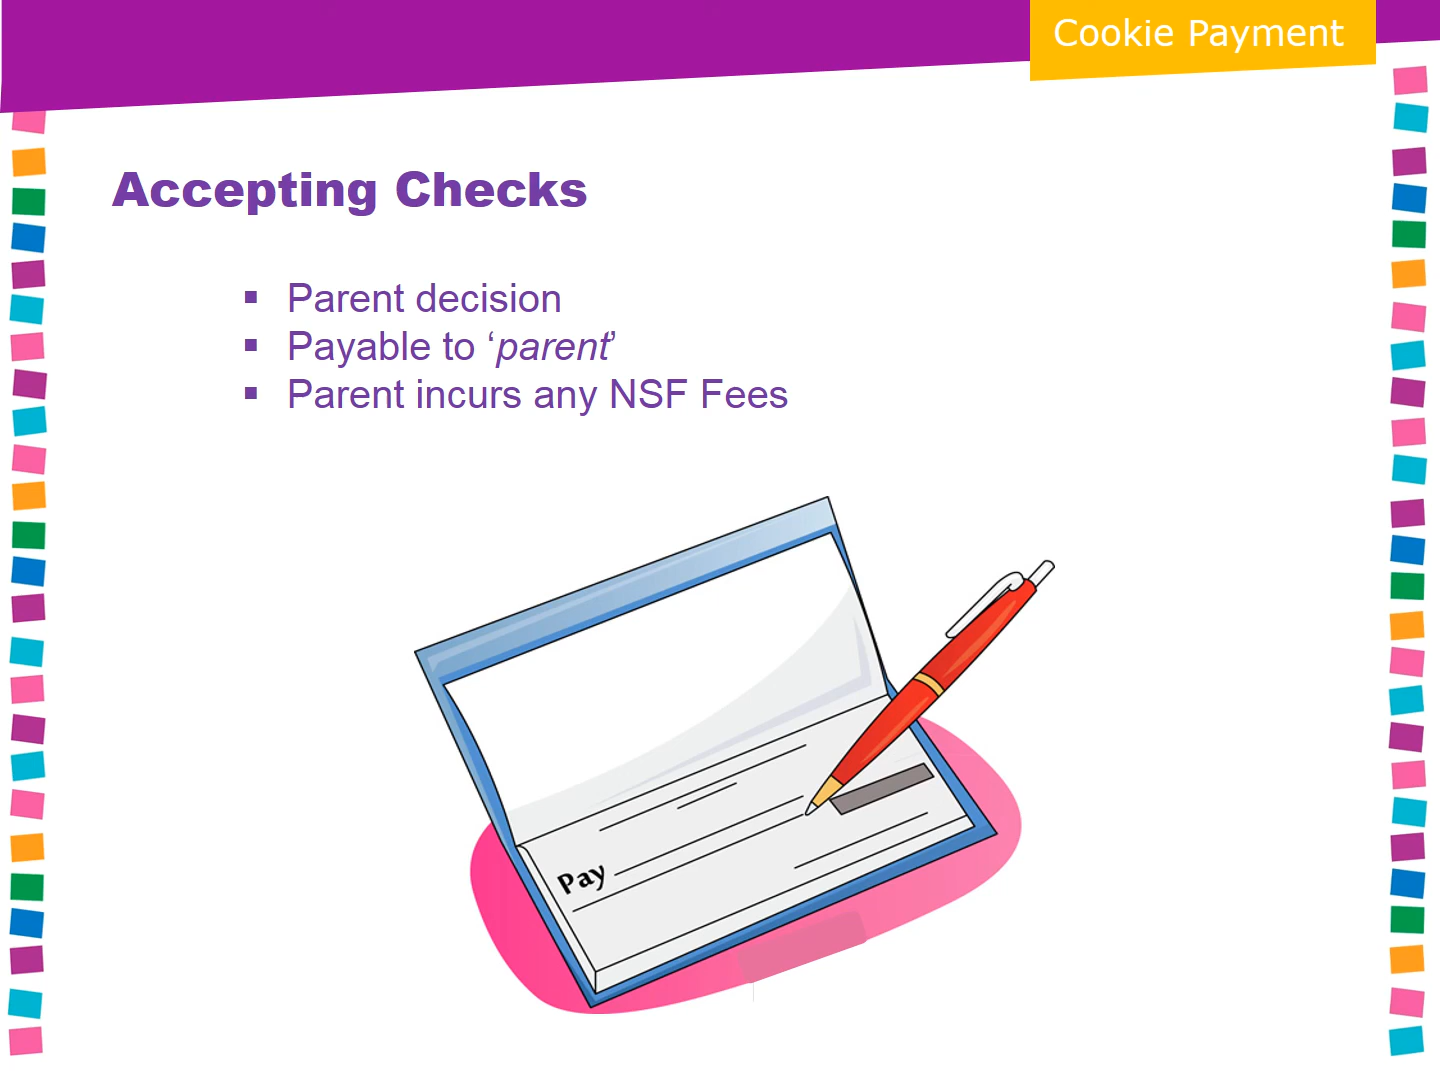 Cookie Payment
Accepting Checks
▪ Parent decision
▪ Payable to ‘parent’
▪ Parent incurs any NSF Fees
Pay